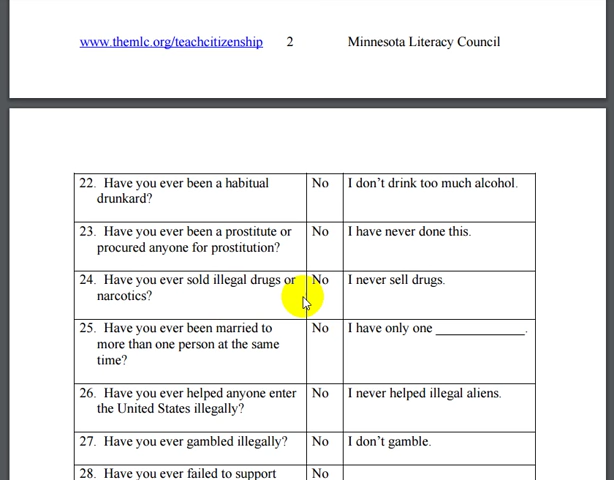 www.themlc.org/teachcitizenship 2 Minnesota Literacy Council
22. Have you ever been a habitual No I don’t drink too much alcohol.
drunkard?
23. Have you ever been a prostitute or No I have never done this.
procured anyone for prostitution?
24. Have you ever sold illegal drugs or No I never sell drugs.
narcotics?
25. Have you ever been married to No I have only one _____________.
more than one person at the same
time?
26. Have you ever helped anyone enter No I never helped illegal aliens.
the United States illegally?
27. Have you ever gambled illegally? No I don’t gamble.
28. Have you ever failed to support No